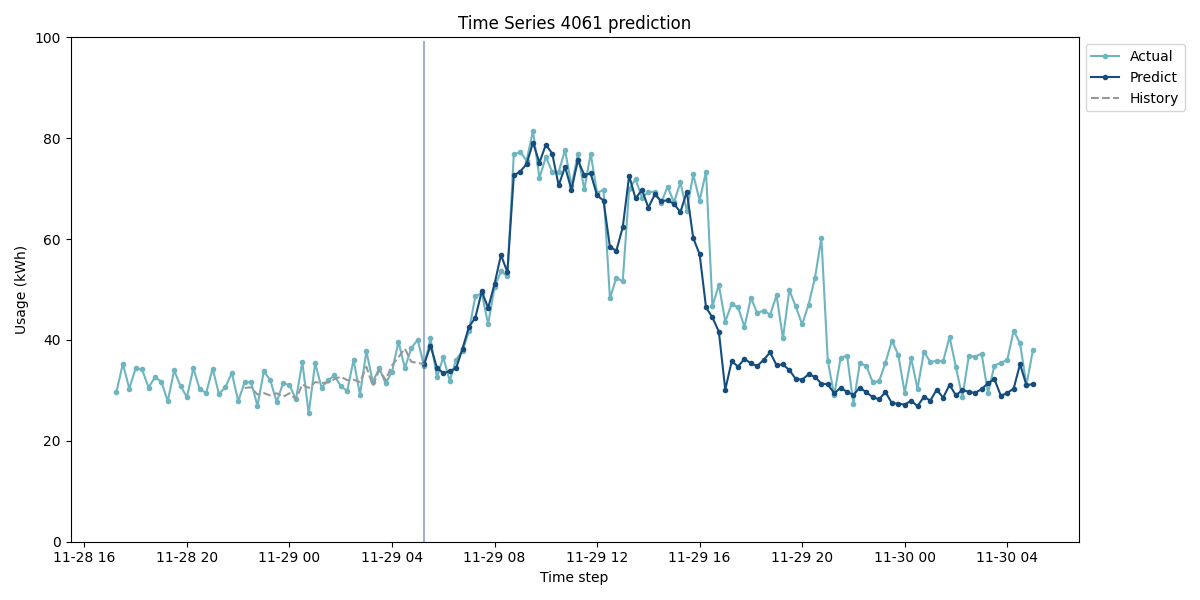 Time Series 4061 prediction
100
80
60
40
20
0
Usage (kWh)
11-28 16
11-28 20
11-29 00
11-29 04
11-29 08
11-29 12
11-29 16
11-29 20
11-30 00
11-30 04
Time step
Actual
Predict
History